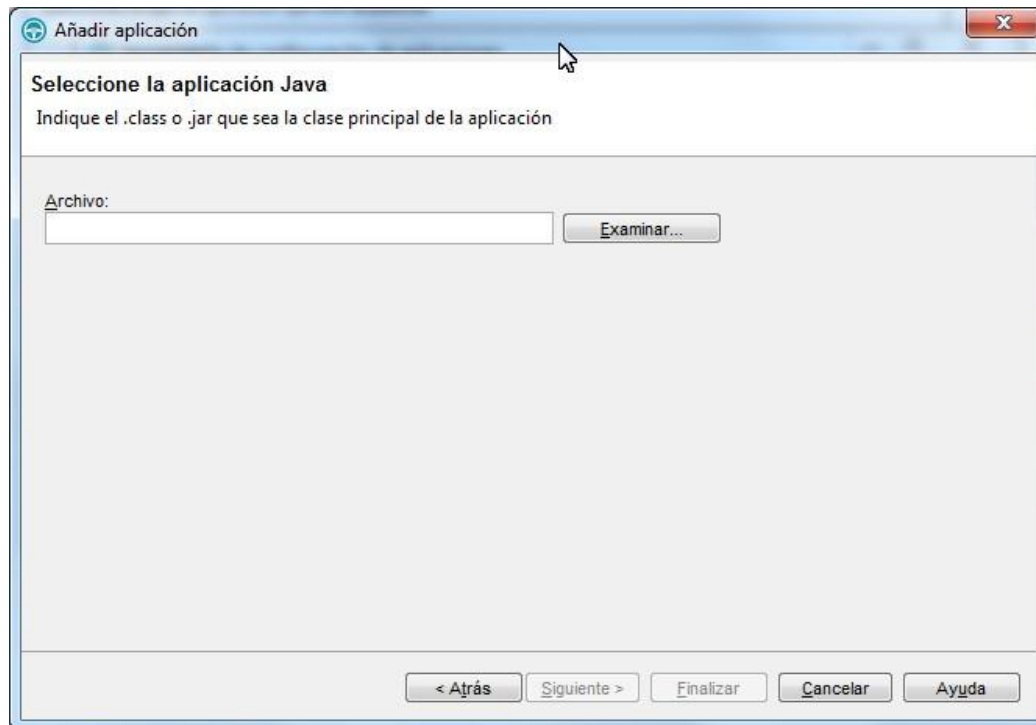 Añadir aplicación
Seleccione la aplicación Java
Indique el .class o .jar que sea la clase principal de la aplicación
Archivo:
Examinar...
< Atrás
Siguiente >
Finalizar
Cancelar
Ayuda